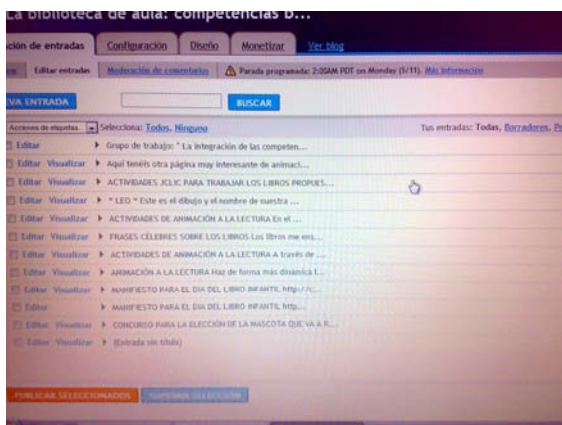 La biblioteca de aula: competencias b...
ción de entradas Configuración Diseño Monetizar Ver blog
Editar entradas Moderación de comentarios Parada programada: 2:00AM PDT on Monday (5/11). Más información
VA ENTRADA BUSCAR
Acciones de etiquetas... Selecciona: Todos, Ninguno Tus entradas: Todas, Borradores,
Editar Grupo de trabajo: " La integración de las competen...
Editar Visualizar Aquí tenéis otra página muy interesante de animaci...
Editar Visualizar ACTIVIDADES JCLIC PARA TRABAJAR LOS LIBROS PROPUES...
Editar Visualizar " LEO " Este es el dibujo y el nombre de nuestra ...
Editar Visualizar ACTIVIDADES DE ANIMACIÓN A LA LECTURA En el ...
Editar Visualizar FRASES CÉLEBRES SOBRE LOS LIBROS Los libros me ens...
Editar Visualizar ACTIVIDADES DE ANIMACIÓN A LA LECTURA A través de ...
Editar Visualizar ANIMACIÓN A LA LECTURA Haz de forma más dinámica l...
Editar Visualizar MANIFIESTO PARA EL DIA DEL LIBRO INFANTIL http://c...
Editar MANIFIESTO PARA EL DIA DEL LIBRO INFANTIL http...
Editar Visualizar CONCURSO PARA LA ELECCIÓN DE LA MASCOTA QUE VA A R...
Editar Visualizar (Entrada sin título)
PUBLICAR SELECCIONADOS SUPRIMIR SELECCIÓN